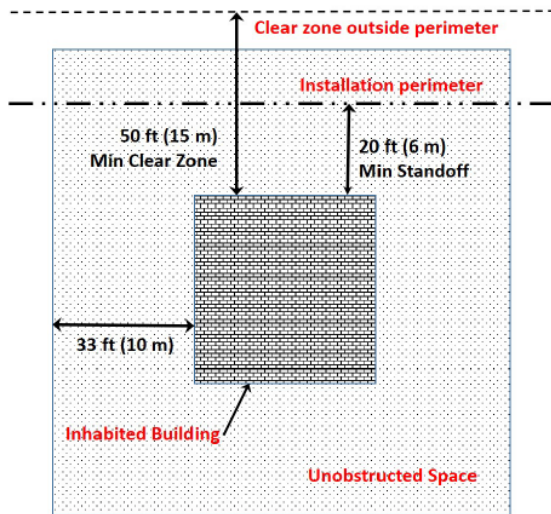 Clear zone outside perimeter
Installation perimeter
50 ft (15 m)
Min Clear Zone
20 ft (6 m)
Min Standoff
33 ft (10 m)
Inhabited Building
Unobstructed Space